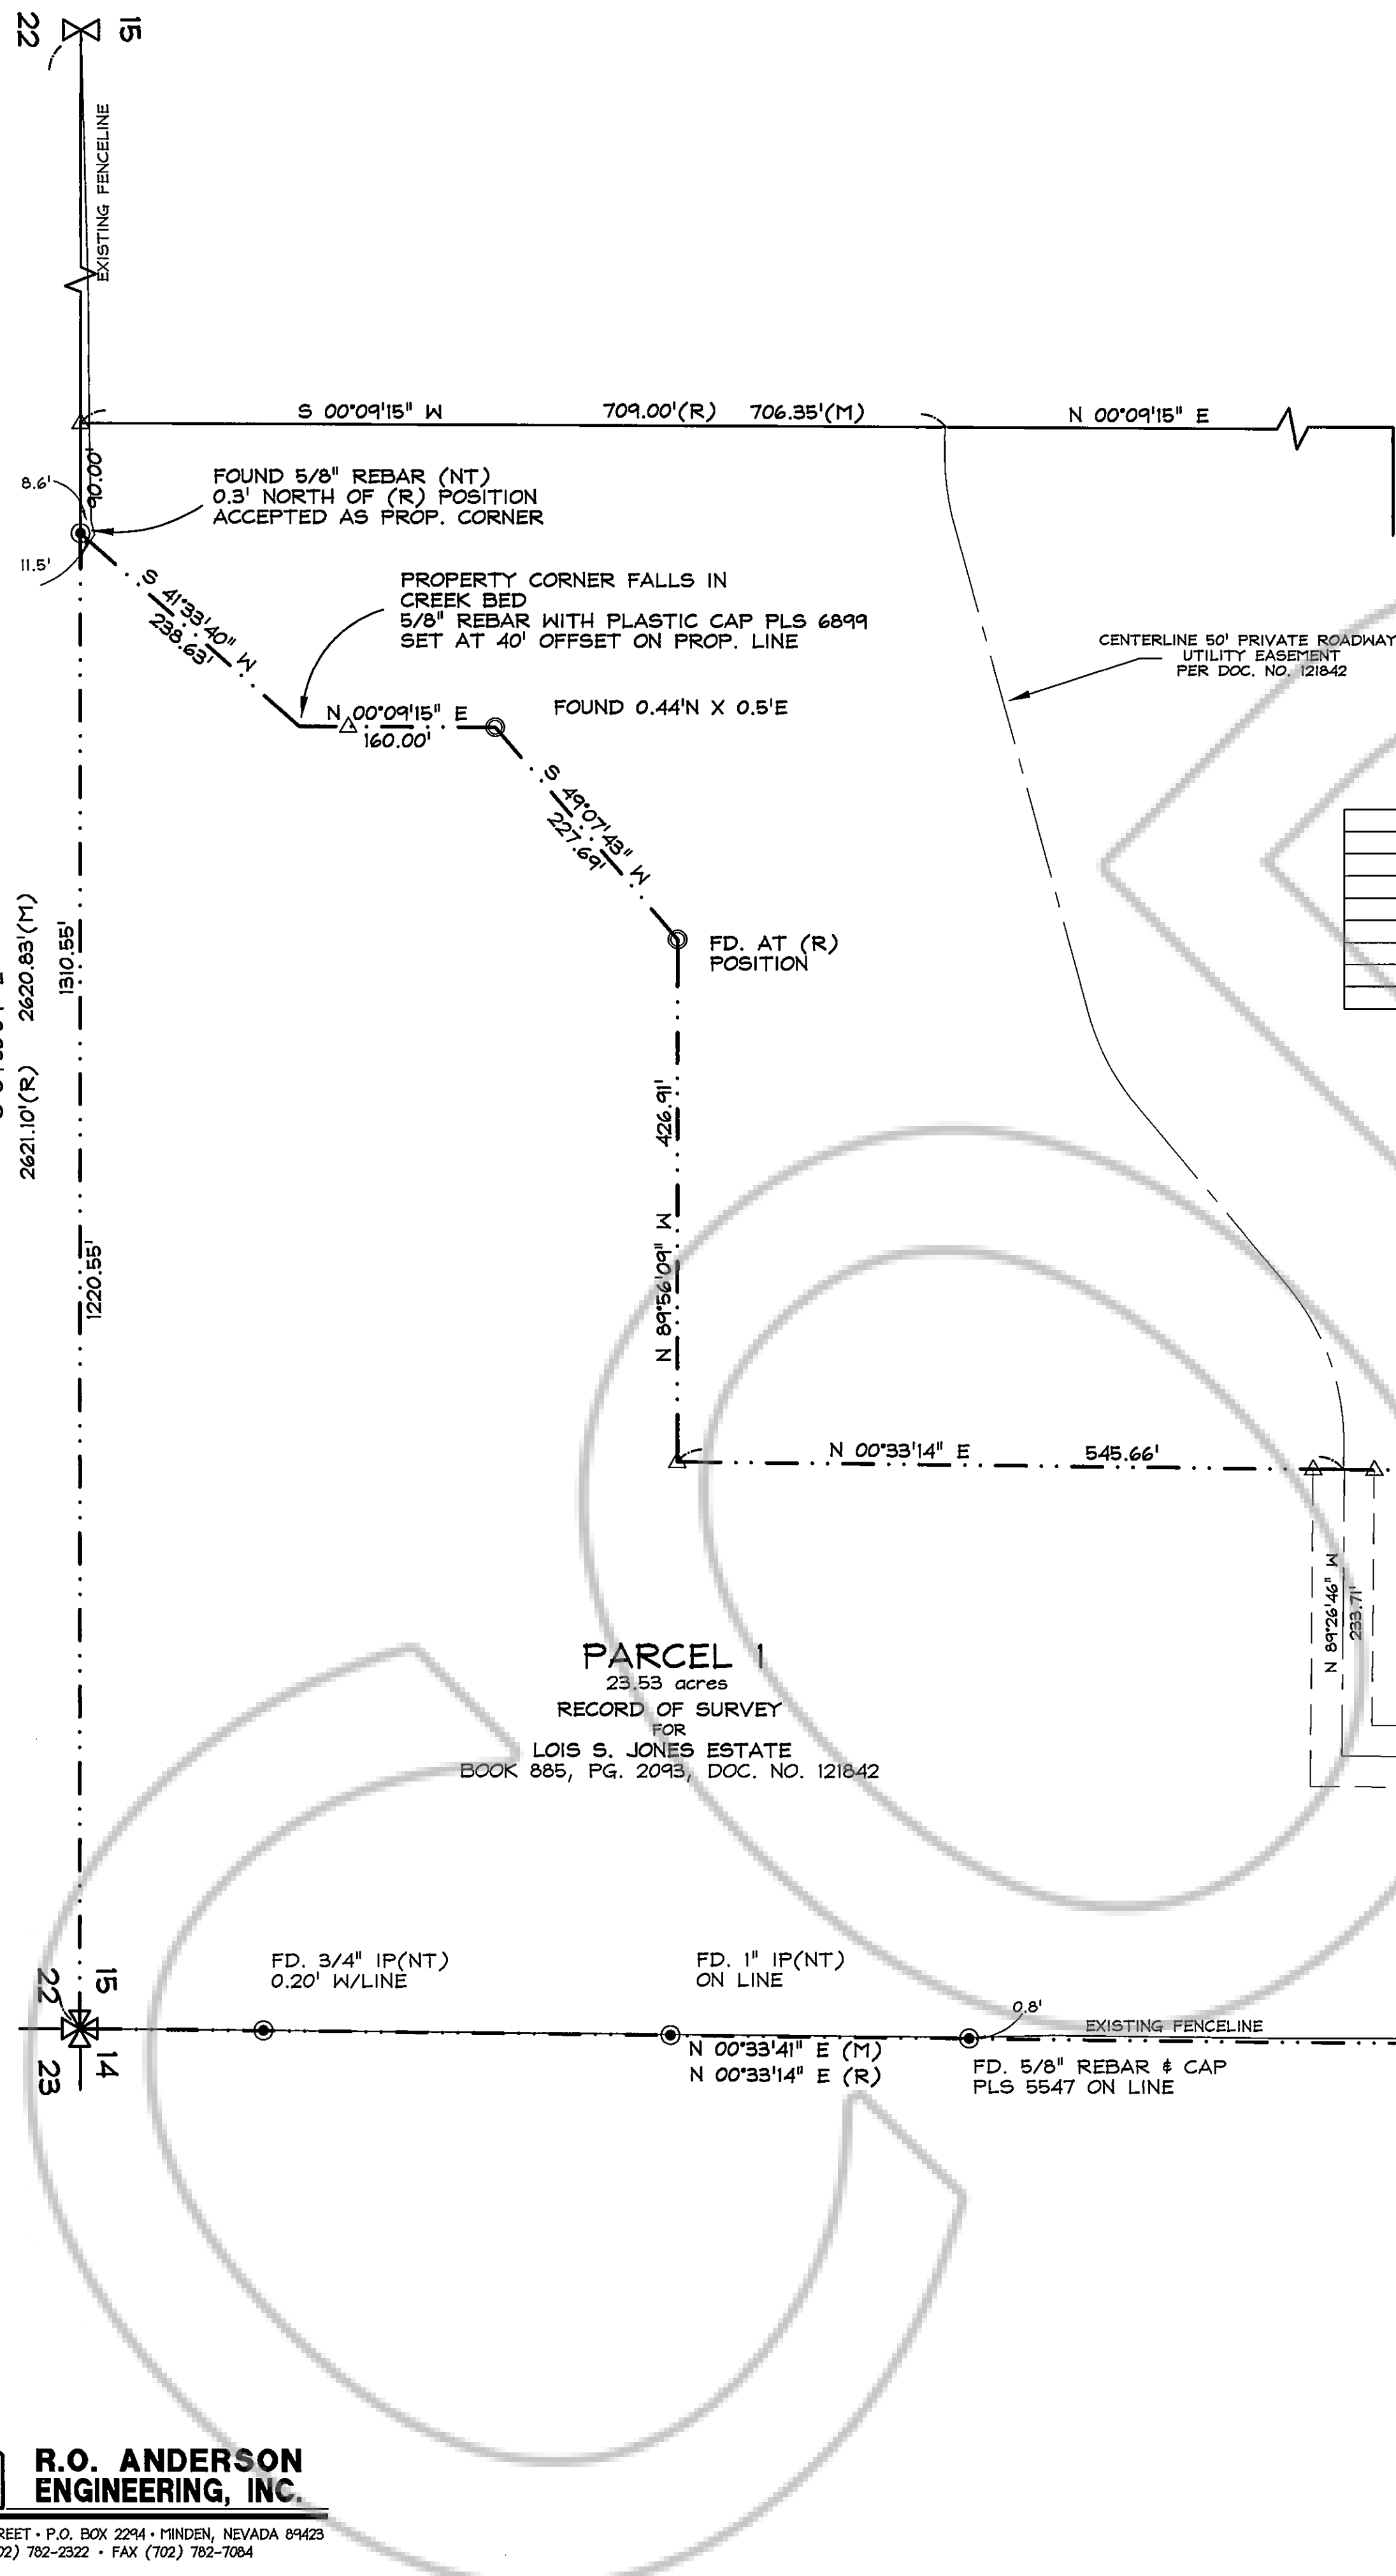 22
15
EXISTING FENCELINE
S 00°09'15" W
709.00'(R)
706.35'(M)
N 00°09'15" E
90.00'
8.6'
11.5'
FOUND 5/8" REBAR (NT)
0.3' NORTH OF (R) POSITION
ACCEPTED AS PROP. CORNER
S 41°33'40" W
238.63'
PROPERTY CORNER FALLS IN
CREEK BED
5/8" REBAR WITH PLASTIC CAP PLS 6899
SET AT 40' OFFSET ON PROP. LINE
CENTERLINE 50' PRIVATE ROADWAY
UTILITY EASEMENT
PER DOC. NO. 121842
N 00°09'15" E
160.00'
FOUND 0.44'N X 0.5'E
S 49°07'43" W
227.69'
FD. AT (R)
POSITION
2621.10'(R)
2620.83'(M)
1310.55'
1220.55'
N 89°56'09" W
426.91'
N 00°33'14" E
545.66'
N 89°26'46" W
233.71'
PARCEL 1
23.53 acres
RECORD OF SURVEY
FOR
LOIS S. JONES ESTATE
BOOK 885, PG. 2093, DOC. NO. 121842
FD. 3/4" IP(NT)
0.20' W/LINE
FD. 1" IP(NT)
ON LINE
22
15
23
14
0.8'
EXISTING FENCELINE
N 00°33'41" E (M)
N 00°33'14" E (R)
FD. 5/8" REBAR & CAP
PLS 5547 ON LINE
R.O. ANDERSON
ENGINEERING, INC.
REET • P.O. BOX 2294 • MINDEN, NEVADA 89423
02) 782-2322 • FAX (702) 782-7084